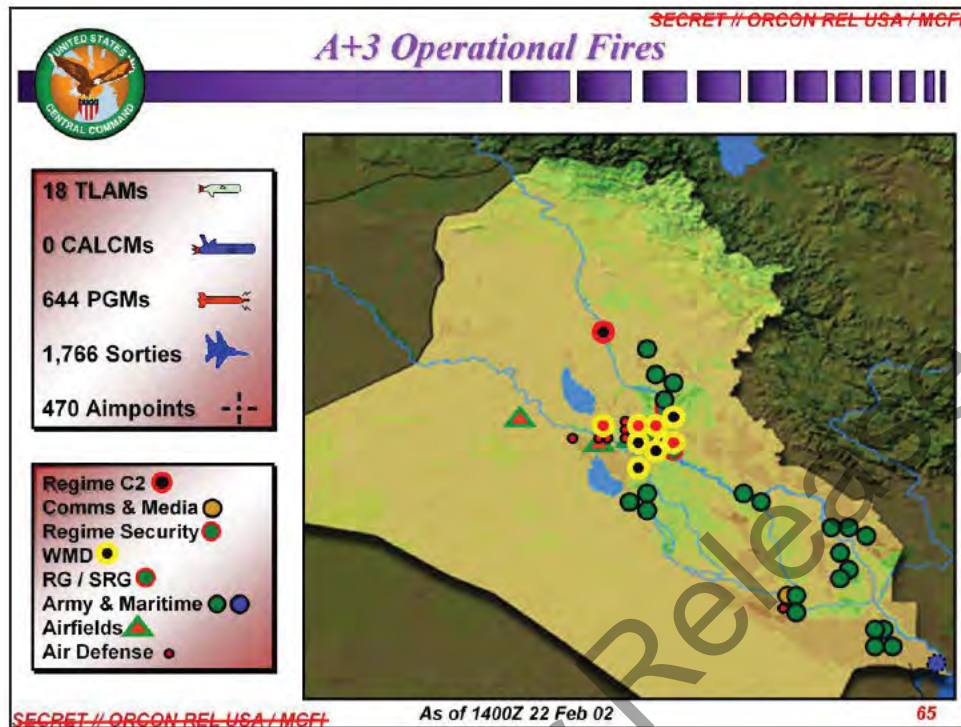 SECRET // ORCON REL USA / MCFI
A+3 Operational Fires
UNITED STATES
CENTRAL COMMAND
18 TLAMs
0 CALCMs
644 PGMs
1,766 Sorties
470 Aimpoints
Regime C2
Comms & Media
Regime Security
WMD
RG / SRG
Army & Maritime
Airfields
Air Defense
Release
SECRET // ORCON REL USA / MCFI
As of 1400Z 22 Feb 02
65